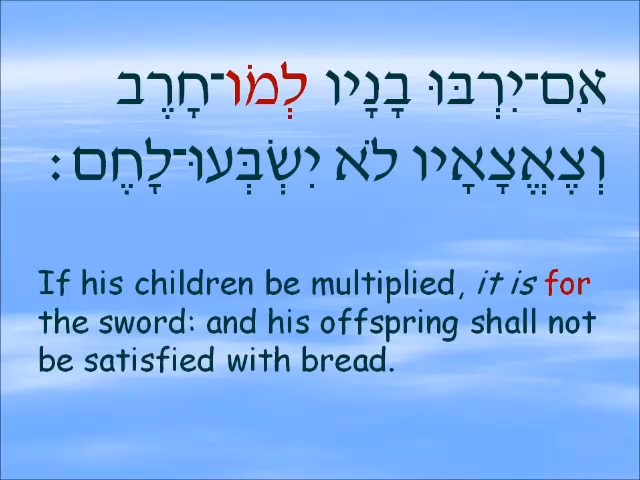 אִם־יִרְבּוּ בָנָיו לְמֹו־חָרֶב
וְצֶאֱצָאָיו לֹא יִשְׂבְּעוּ־לָחֶם׃
If his children be multiplied, it is for
the sword: and his offspring shall not
be satisfied with bread.